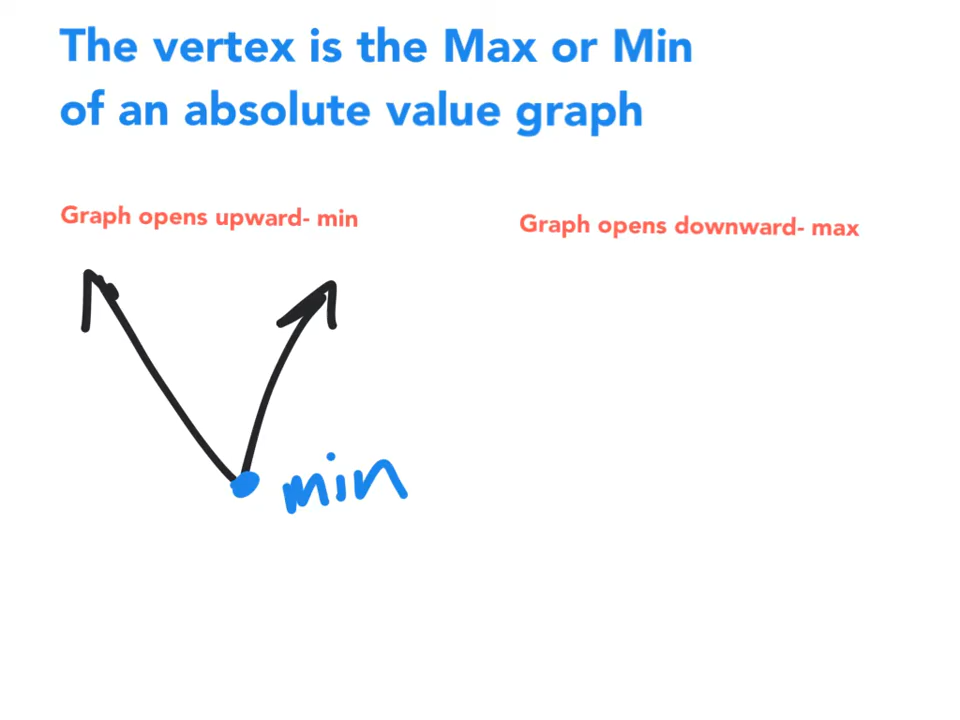 The vertex is the Max or Min
of an absolute value graph
Graph opens upward- min
Graph opens downward- max
min